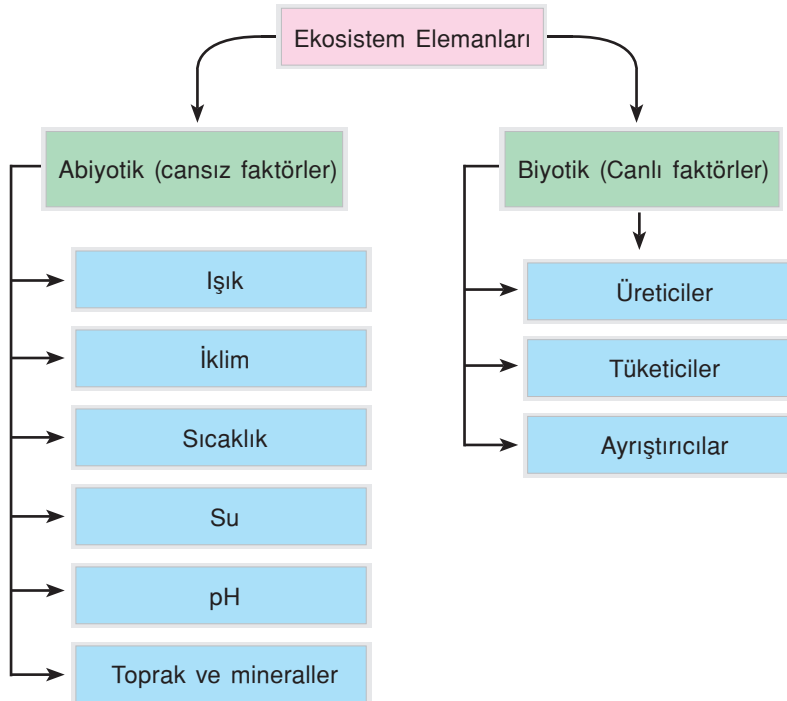 Ekosistem Elemanları
Abiyotik (cansız faktörler)
Işık
İklim
Sıcaklık
Su
pH
Toprak ve mineraller
Biyotik (Canlı faktörler)
Üreticiler
Tüketiciler
Ayrıştırıcılar